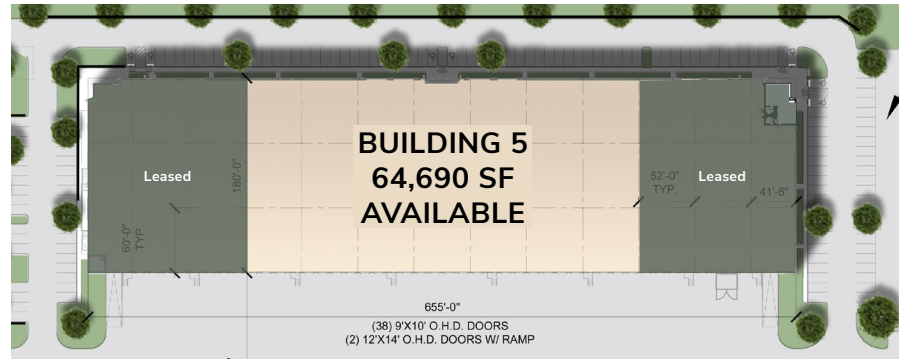 BUILDING 5
64,690 SF
AVAILABLE
Leased
Leased
180'-0"
52'-0"
TYP.
41'-6"
60'-0"
TYP.
655'-0"
(38) 9'X10' O.H.D. DOORS
(2) 12'X14' O.H.D. DOORS W/ RAMP